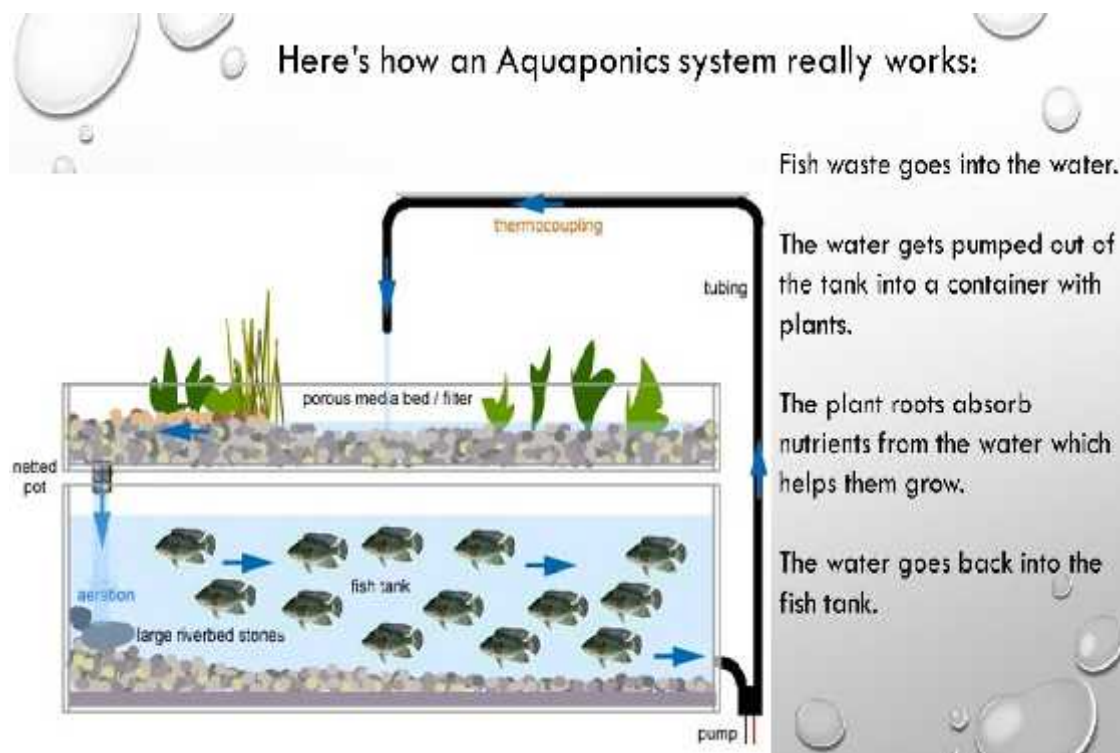 Here's how an Aquaponics system really works:
Fish waste goes into the water.
The water gets pumped out of
the tank into a container with
plants.
The plant roots absorb
nutrients from the water which
helps them grow.
The water goes back into the
fish tank.
thermocoupling
tubing
porous media bed / filter
netted
pot
aeration
fish tank
large riverbed stones
pump